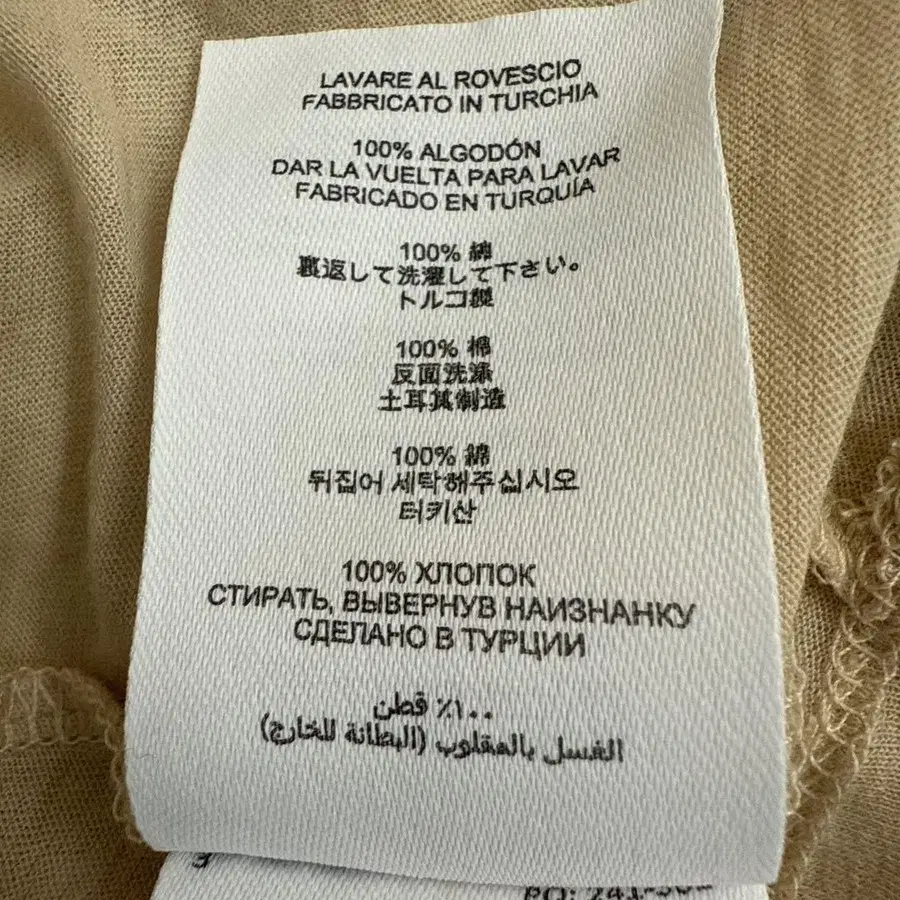 LAVARE AL ROVESCIO
FABBRICATO IN TURCHIA
100% ALGODÓN
DAR LA VUELTA PARA LAVAR
FABRICADO EN TURQUÍA
100% 綿
裏返して洗濯して下さい。
トルコ製
100% 棉
反面洗涤
土耳其制造
100% 綿
뒤집어 세탁해주십시오
터키산
100% ХЛОПОК
СТИРАТЬ, ВЫВЕРНУВ НАИЗНАНКУ
СДЕЛАНО В ТУРЦИИ
١٠٠٪ قطن
الغسل بالمقلوب (البطانة للخارج)
PO: